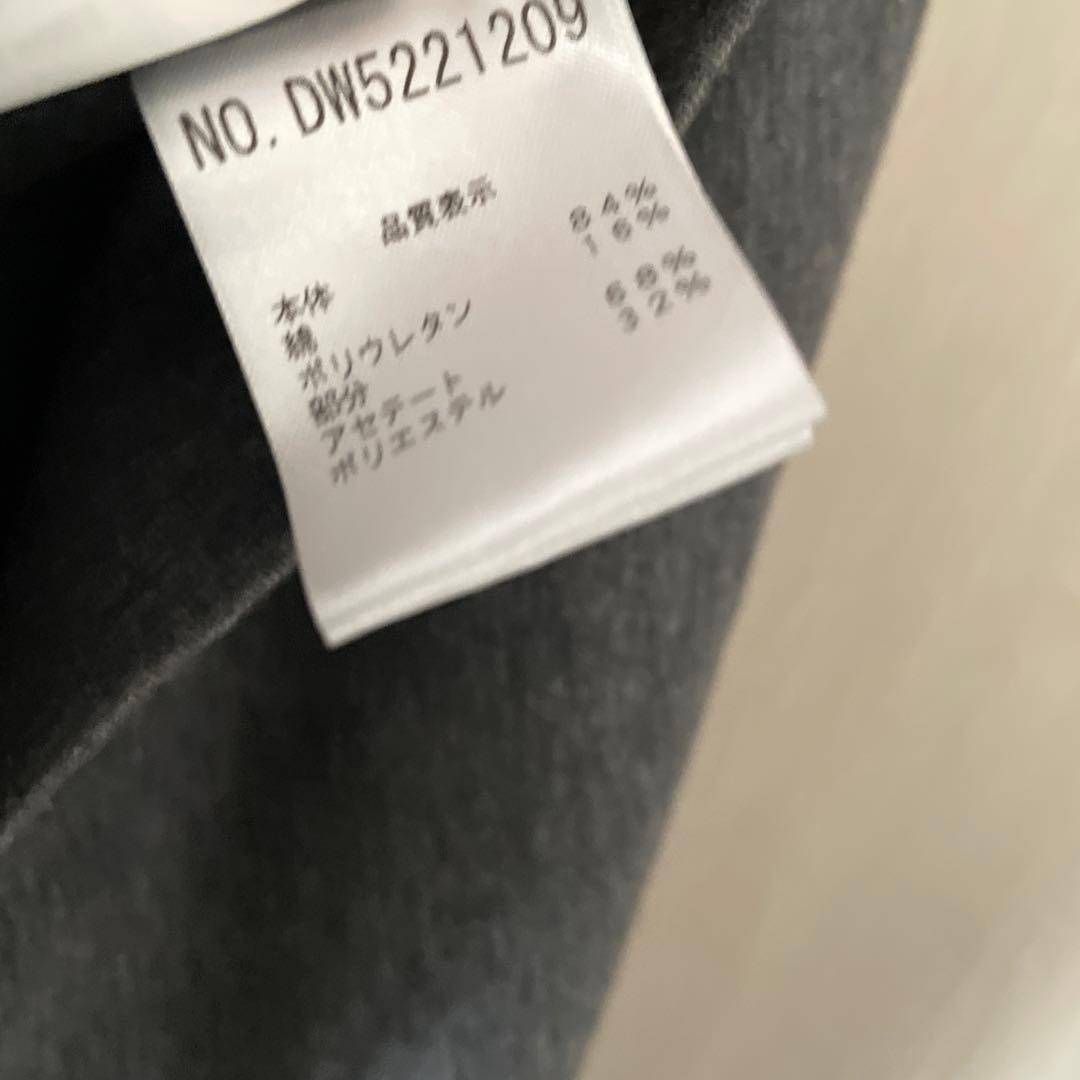 NO. DW5221209
品質表示
本体
綿 84%
ポリウレタン 16%
部分
アセテート 68%
ポリエステル 32%